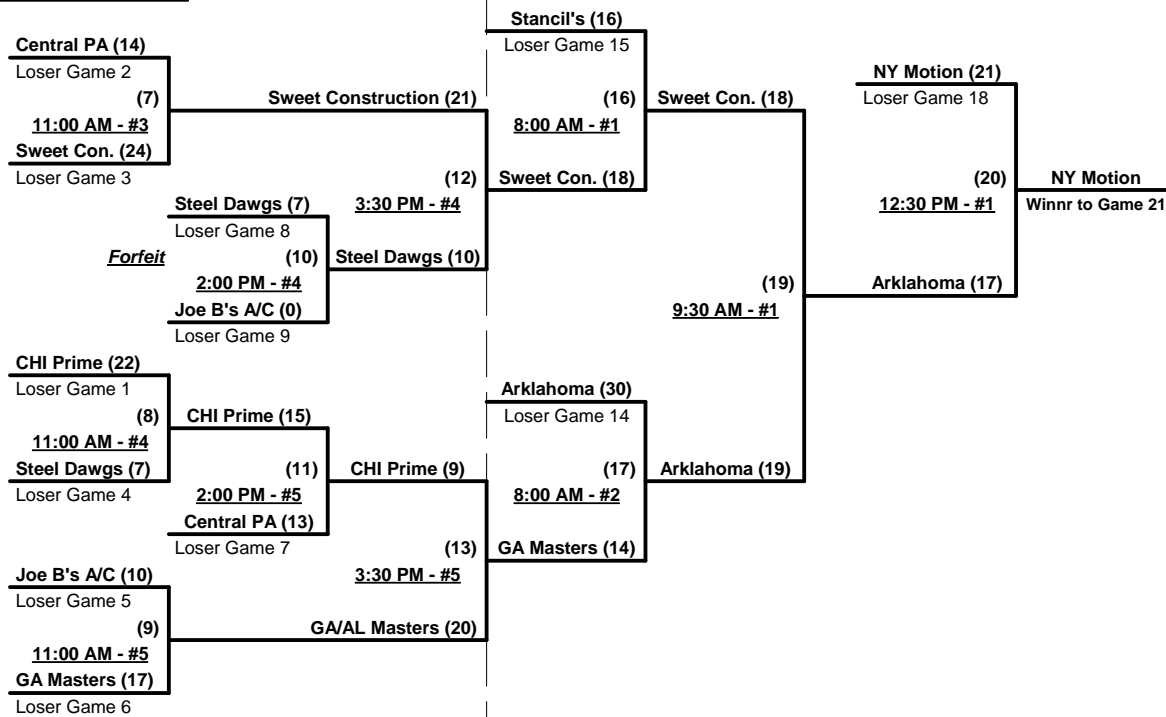 Stancil's (16)
Loser Game 15
Central PA (14)
Loser Game 2
(7)
11:00 AM - #3
Sweet Con. (24)
Loser Game 3
Sweet Construction (21)
(12)
3:30 PM - #4
Steel Dawgs (7)
Loser Game 8
Forfeit
(10)
2:00 PM - #4
Joe B's A/C (0)
Loser Game 9
Steel Dawgs (10)
(16)
8:00 AM - #1
Sweet Con. (18)
Sweet Con. (18)
NY Motion (21)
Loser Game 18
(20)
12:30 PM - #1
NY Motion
Winnr to Game 21
(19)
9:30 AM - #1
Arklahoma (17)
CHI Prime (22)
Loser Game 1
(8)
11:00 AM - #4
Steel Dawgs (7)
Loser Game 4
CHI Prime (15)
(11)
2:00 PM - #5
Central PA (13)
Loser Game 7
CHI Prime (9)
(13)
3:30 PM - #5
Arklahoma (30)
Loser Game 14
(17)
8:00 AM - #2
Arklahoma (19)
GA Masters (14)
Joe B's A/C (10)
Loser Game 5
(9)
11:00 AM - #5
GA Masters (17)
Loser Game 6
GA/AL Masters (20)